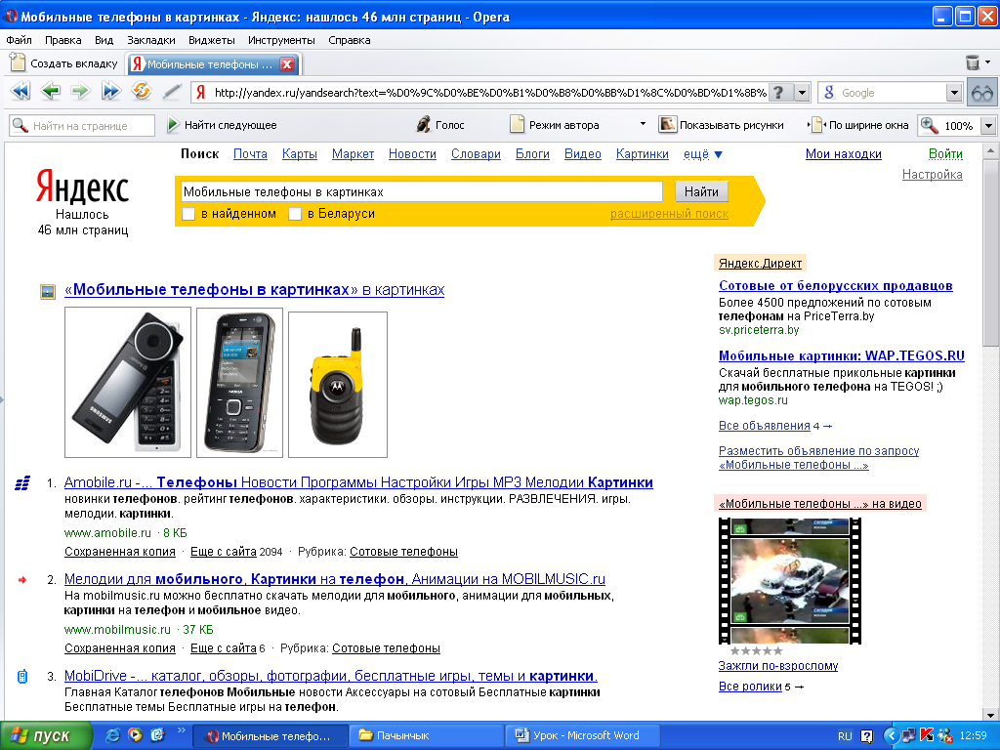 Мобильные телефоны в картинках - Яндекс: нашлось 46 млн страниц - Opera
Файл Правка Вид Закладки Виджеты Инструменты Справка
Создать вкладку Мобильные телефоны ...
http://yandex.ru/yandsearch?text=%D0%9C%D0%BE%D0%B1%D0%B8%D0%BB%D1%8C%D0%BD%D1%8B% ? Google
Найти на странице Найти следующее Голос Режим автора Показывать рисунки По ширине окна 100%
Поиск Почта Карты Маркет Новости Словари Блоги Видео Картинки ещё ▼ Мои находки Войти
Настройка
Яндекс
Нашлось
46 млн страниц
Мобильные телефоны в картинках Найти
в найденном в Беларуси расширенный поиск
«Мобильные телефоны в картинках» в картинках
SAMSUNG
NOKIA
1. Amobile.ru -... Телефоны Новости Программы Настройки Игры MP3 Мелодии Картинки
новинки телефонов. рейтинг телефонов. характеристики. обзоры. инструкции. РАЗВЛЕЧЕНИЯ. игры.
мелодии. картинки.
www.amobile.ru · 8 КБ
Сохраненная копия · Еще с сайта 2094 · Рубрика: Сотовые телефоны
2. Мелодии для мобильного, Картинки на телефон, Анимации на MOBILMUSIC.ru
На mobilmusic.ru можно бесплатно скачать мелодии для мобильного, анимации для мобильных,
картинки на телефон и мобильное видео.
www.mobilmusic.ru · 37 КБ
Сохраненная копия · Еще с сайта 6 · Рубрика: Сотовые телефоны
3. MobiDrive -... каталог, обзоры, фотографии, бесплатные игры, темы и картинки.
Главная Каталог телефонов Мобильные новости Аксессуары на сотовый Бесплатные картинки
Бесплатные темы Бесплатные игры на телефон.
Яндекс.Директ
Сотовые от белорусских продавцов
Более 4500 предложений по сотовым
телефонам на PriceTerra.by
sv.priceterra.by
Мобильные картинки: WAP.TEGOS.RU
Скачай бесплатные прикольные картинки
для мобильного телефона на TEGOS! ;)
wap.tegos.ru
Все объявления 4 →
Разместить объявление по запросу
«Мобильные телефоны ...»
«Мобильные телефоны ...» на видео
Зажгли по-взрослому
Все ролики 5 →
пуск Мобильные телефо... Пачынчык Урок - Microsoft Word RU 12:59